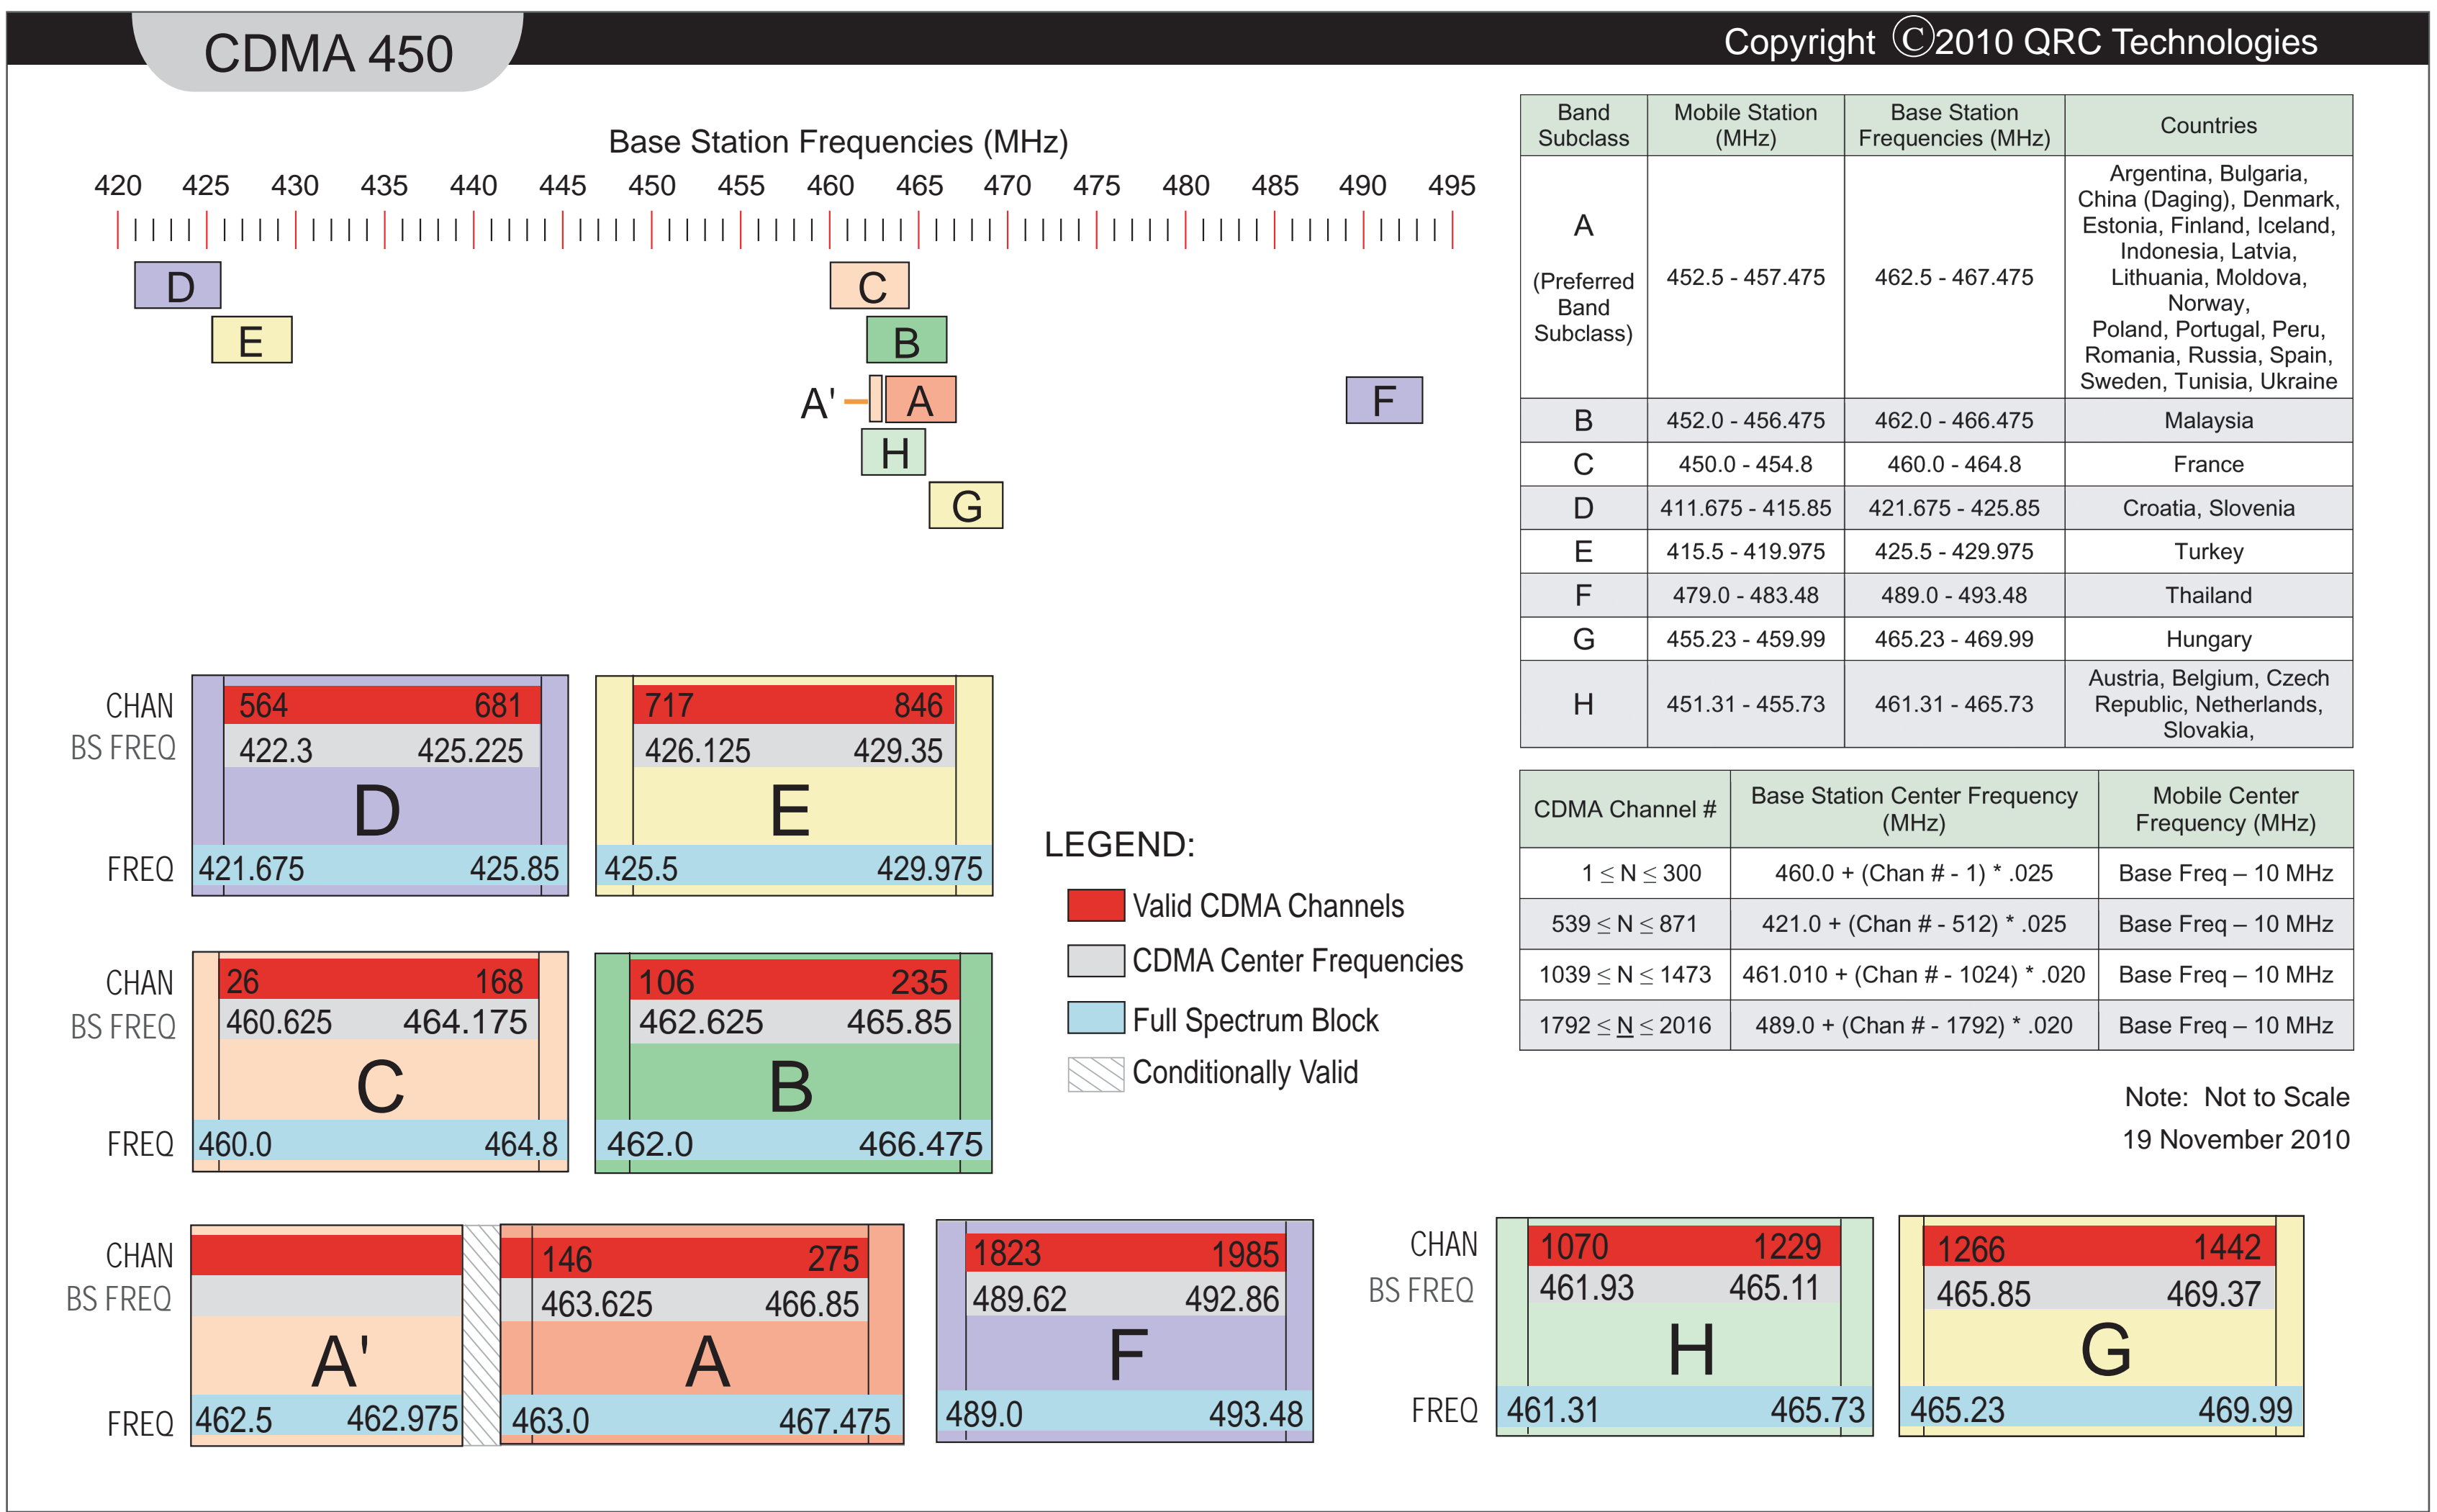 CDMA 450
Copyright ©2010 QRC Technologies
Base Station Frequencies (MHz)
420 425 430 435 440 445 450 455 460 465 470 475 480 485 490 495
D
C
E
B
A'
A
F
H
G
Band Subclass
Mobile Station (MHz)
Base Station Frequencies (MHz)
Countries
A
(Preferred
Band
Subclass)
452.5 - 457.475
462.5 - 467.475
Argentina, Bulgaria,
China (Daging), Denmark,
Estonia, Finland, Iceland,
Indonesia, Latvia,
Lithuania, Moldova,
Norway,
Poland, Portugal, Peru,
Romania, Russia, Spain,
Sweden, Tunisia, Ukraine
B 452.0 - 456.475 462.0 - 466.475 Malaysia
C 450.0 - 454.8 460.0 - 464.8 France
D 411.675 - 415.85 421.675 - 425.85 Croatia, Slovenia
E 415.5 - 419.975 425.5 - 429.975 Turkey
F 479.0 - 483.48 489.0 - 493.48 Thailand
G 455.23 - 459.99 465.23 - 469.99 Hungary
H 451.31 - 455.73 461.31 - 465.73
Austria, Belgium, Czech
Republic, Netherlands,
Slovakia,
CHAN 564 681 717 846
BS FREQ 422.3 425.225 426.125 429.35
D E
FREQ 421.675 425.85 425.5 429.975
CHAN 26 168 106 235
BS FREQ 460.625 464.175 462.625 465.85
C B
FREQ 460.0 464.8 462.0 466.475
LEGEND:
Valid CDMA Channels
CDMA Center Frequencies
Full Spectrum Block
Conditionally Valid
CDMA Channel #
Base Station Center Frequency
(MHz)
Mobile Center
Frequency (MHz)
1 ≤ N ≤ 300 460.0 + (Chan # - 1) * .025 Base Freq – 10 MHz
539 ≤ N ≤ 871 421.0 + (Chan # - 512) * .025 Base Freq – 10 MHz
1039 ≤ N ≤ 1473 461.010 + (Chan # - 1024) * .020 Base Freq – 10 MHz
1792 ≤ N ≤ 2016 489.0 + (Chan # - 1792) * .020 Base Freq – 10 MHz
Note: Not to Scale
19 November 2010
CHAN 146 275 1823 1985
BS FREQ 463.625 466.85 489.62 492.86
A' A F
FREQ 462.5 462.975 463.0 467.475 489.0 493.48
CHAN 1070 1229 1266 1442
BS FREQ 461.93 465.11 465.85 469.37
H G
FREQ 461.31 465.73 465.23 469.99